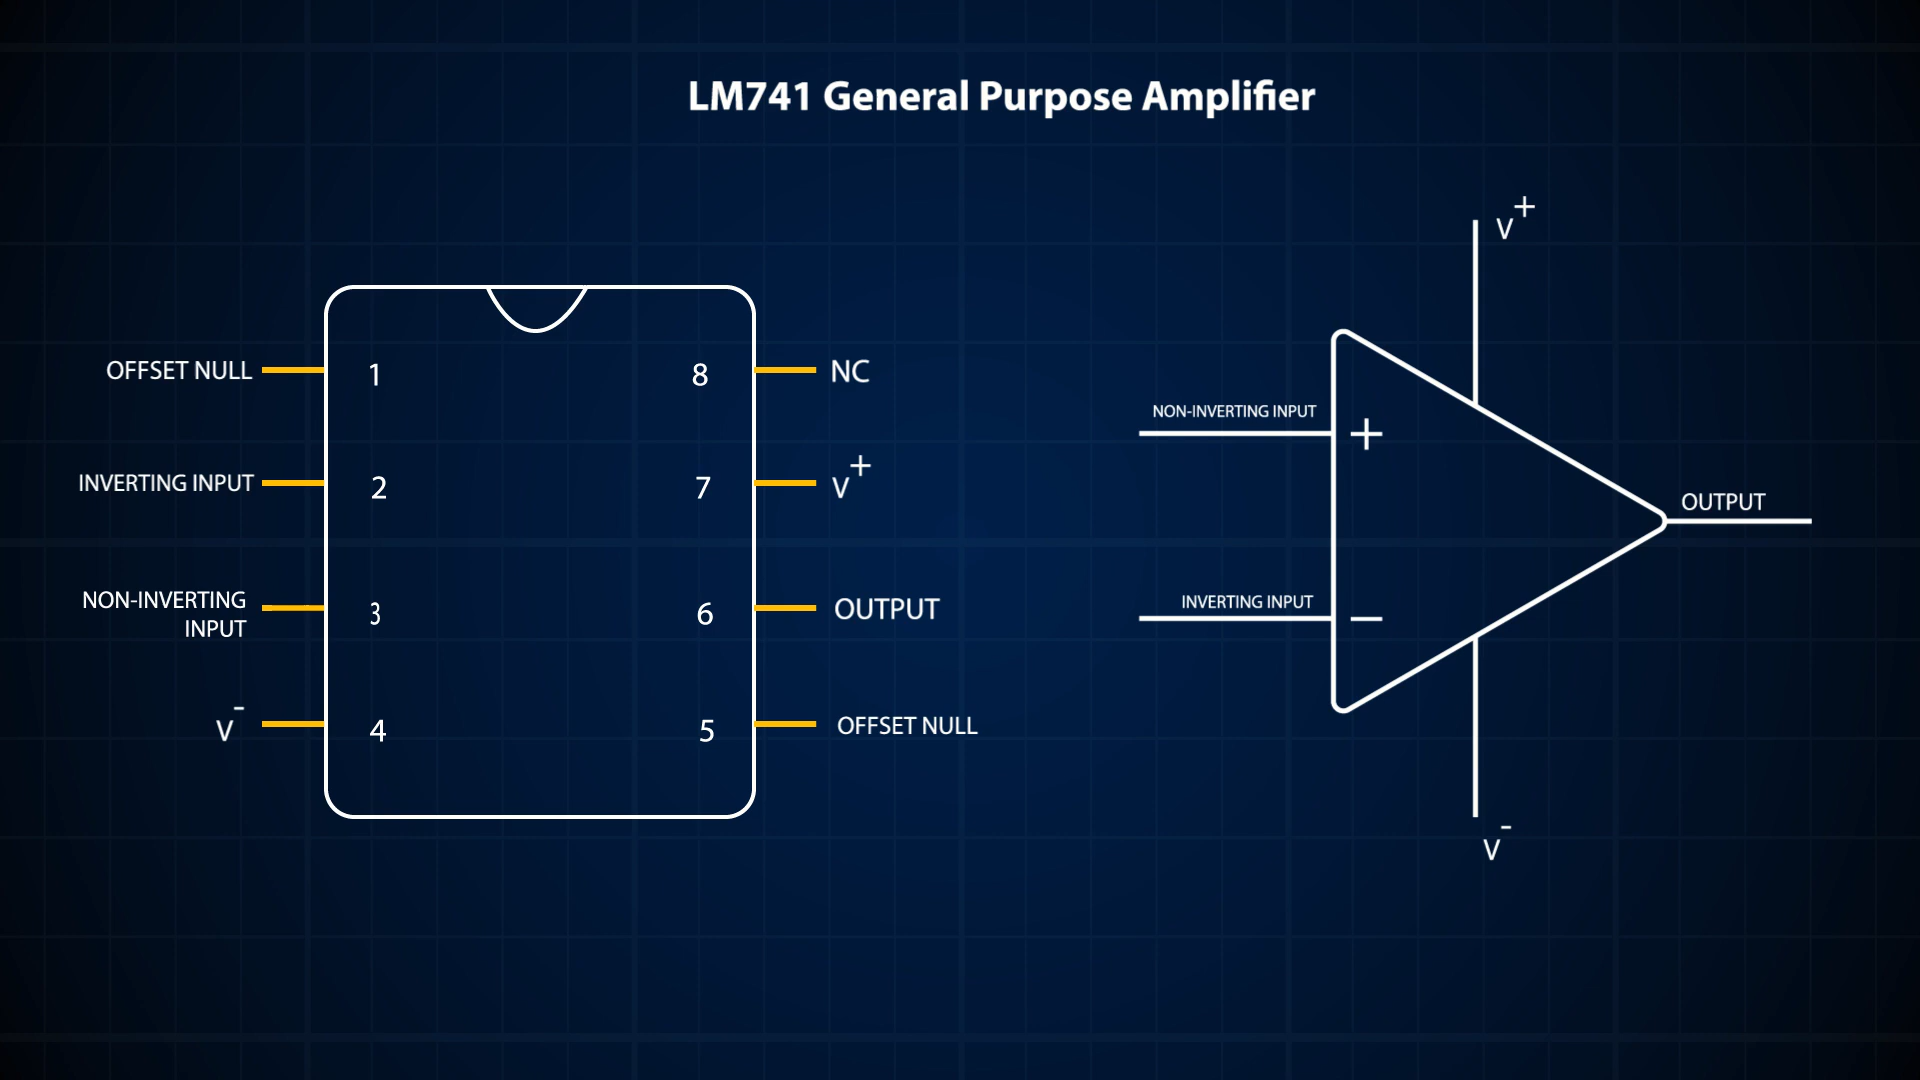 LM741 General Purpose Amplifier
OFFSET NULL 1 8 NC
INVERTING INPUT 2 7 V+
NON-INVERTING
INPUT 3 6 OUTPUT
V- 4 5 OFFSET NULL
V+
NON-INVERTING INPUT +
OUTPUT
INVERTING INPUT −
V-